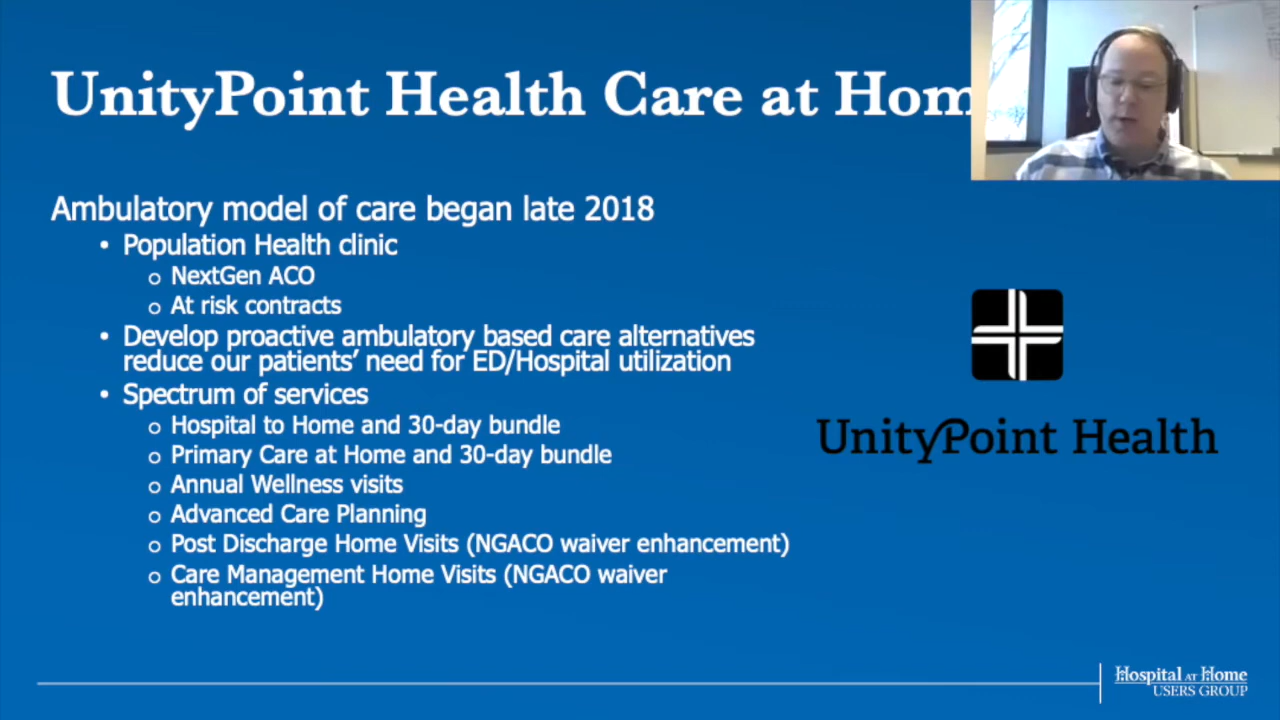 UnityPoint Health Care at Hom
Ambulatory model of care began late 2018
• Population Health clinic
o NextGen ACO
o At risk contracts
• Develop proactive ambulatory based care alternatives
reduce our patients’ need for ED/Hospital utilization
• Spectrum of services
o Hospital to Home and 30-day bundle
o Primary Care at Home and 30-day bundle
o Annual Wellness visits
o Advanced Care Planning
o Post Discharge Home Visits (NGACO waiver enhancement)
o Care Management Home Visits (NGACO waiver
enhancement)
UnityPoint Health
Hospital at Home
USERS GROUP